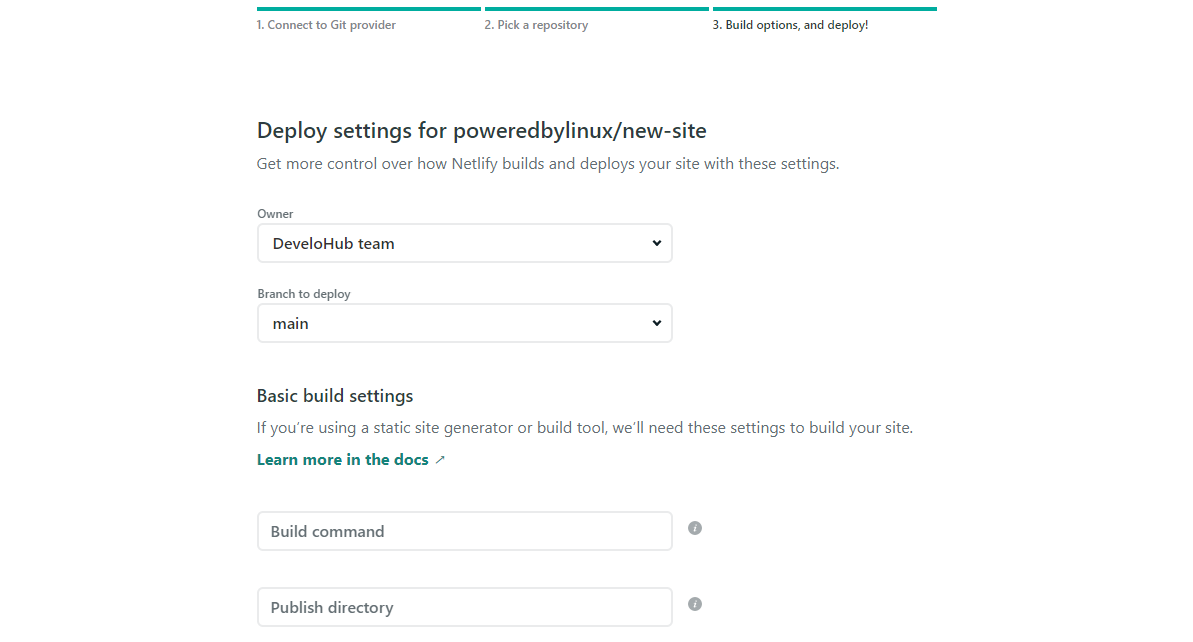 1. Connect to Git provider
2. Pick a repository
3. Build options, and deploy!
Deploy settings for poweredbylinux/new-site
Get more control over how Netlify builds and deploys your site with these settings.
Owner
DeveloHub team
Branch to deploy
main
Basic build settings
If you’re using a static site generator or build tool, we’ll need these settings to build your site.
Learn more in the docs ↗
Build command
i
Publish directory
i